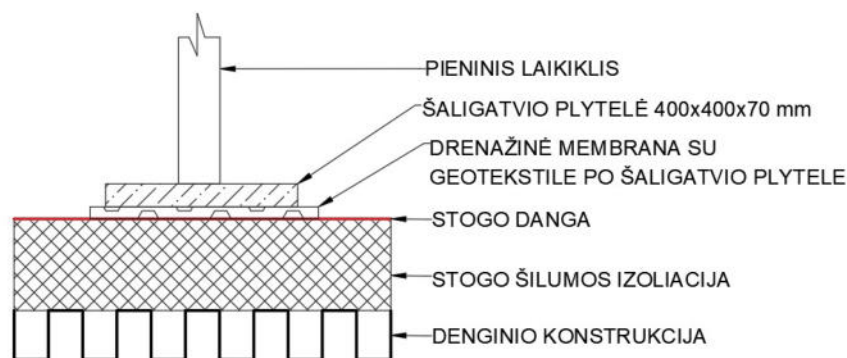 PIENINIS LAIKIKLIS
ŠALIGATVIO PLYTELĖ 400x400x70 mm
DRENAŽINĖ MEMBRANA SU
GEOTEKSTILE PO ŠALIGATVIO PLYTELE
STOGO DANGA
STOGO ŠILUMOS IZOLIACIJA
DENGINIO KONSTRUKCIJA